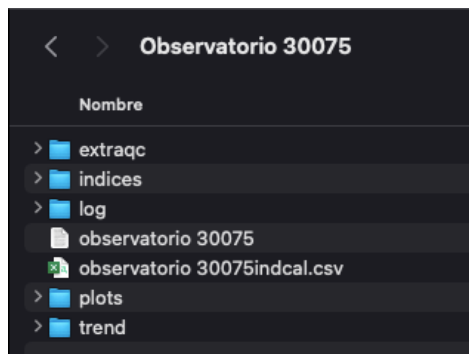 Observatorio 30075
Nombre
extraqc
indices
log
observatorio 30075
observatorio 30075indcal.csv
plots
trend